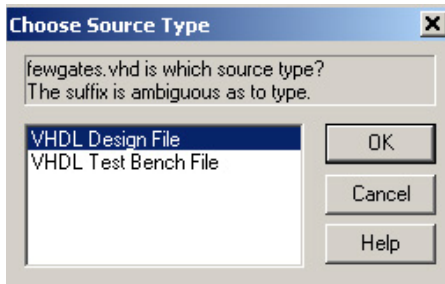 Choose Source Type
fewgates.vhd is which source type?
The suffix is ambiguous as to type.
VHDL Design File
VHDL Test Bench File
OK
Cancel
Help